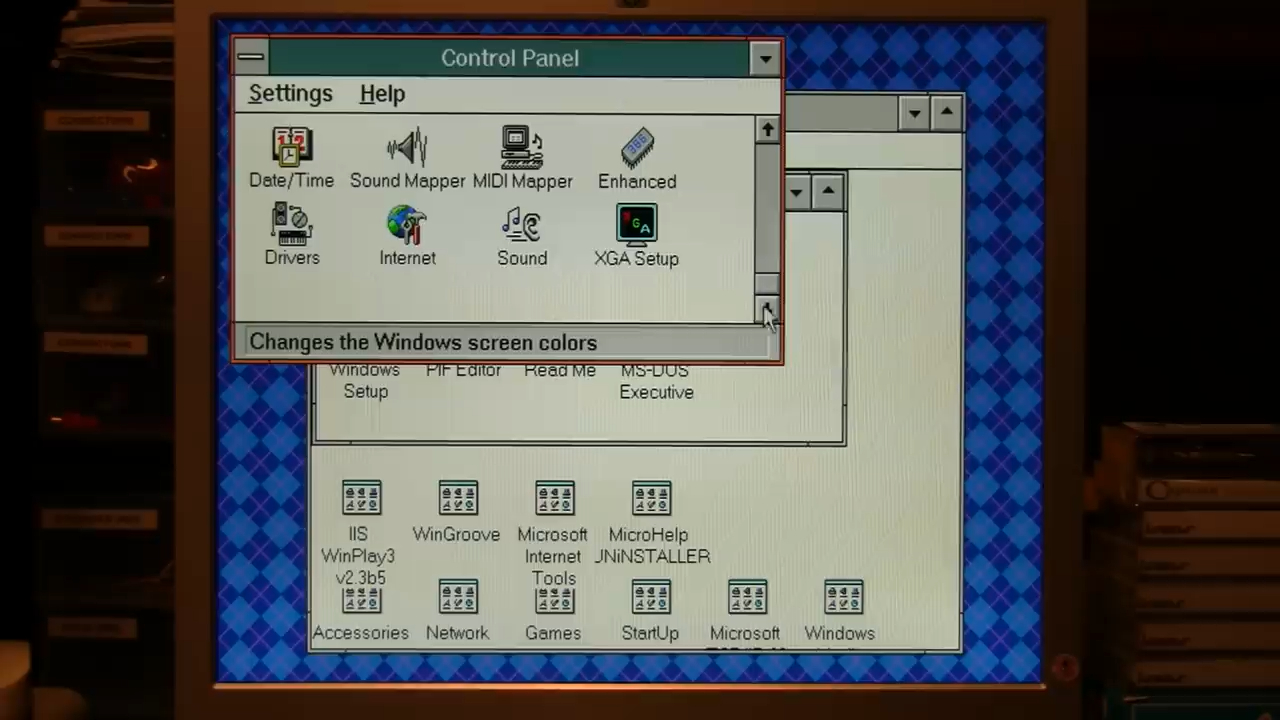 Control Panel
Settings Help
Date/Time Sound Mapper MIDI Mapper Enhanced
Drivers Internet Sound XGA Setup
Changes the Windows screen colors
Windows PIF Editor Read Me MS-DOS
Setup Executive
IIS WinGroove Microsoft MicroHelp
WinPlay3 Internet UNiNSTALLER
v2.3b5 Tools
Accessories Network Games StartUp Microsoft Windows